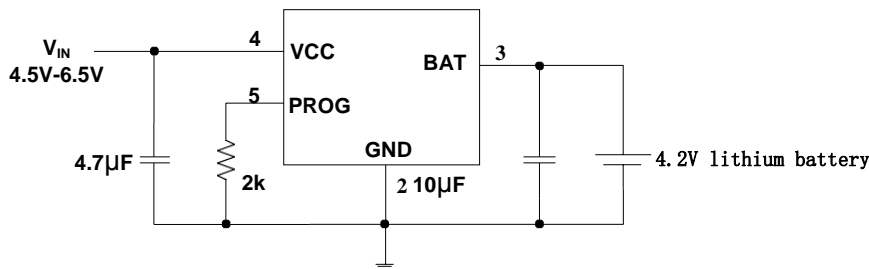 VIN
4.5V-6.5V
4
VCC
BAT
3
5
PROG
GND
4.7µF
2k
2
10µF
4.2V lithium battery